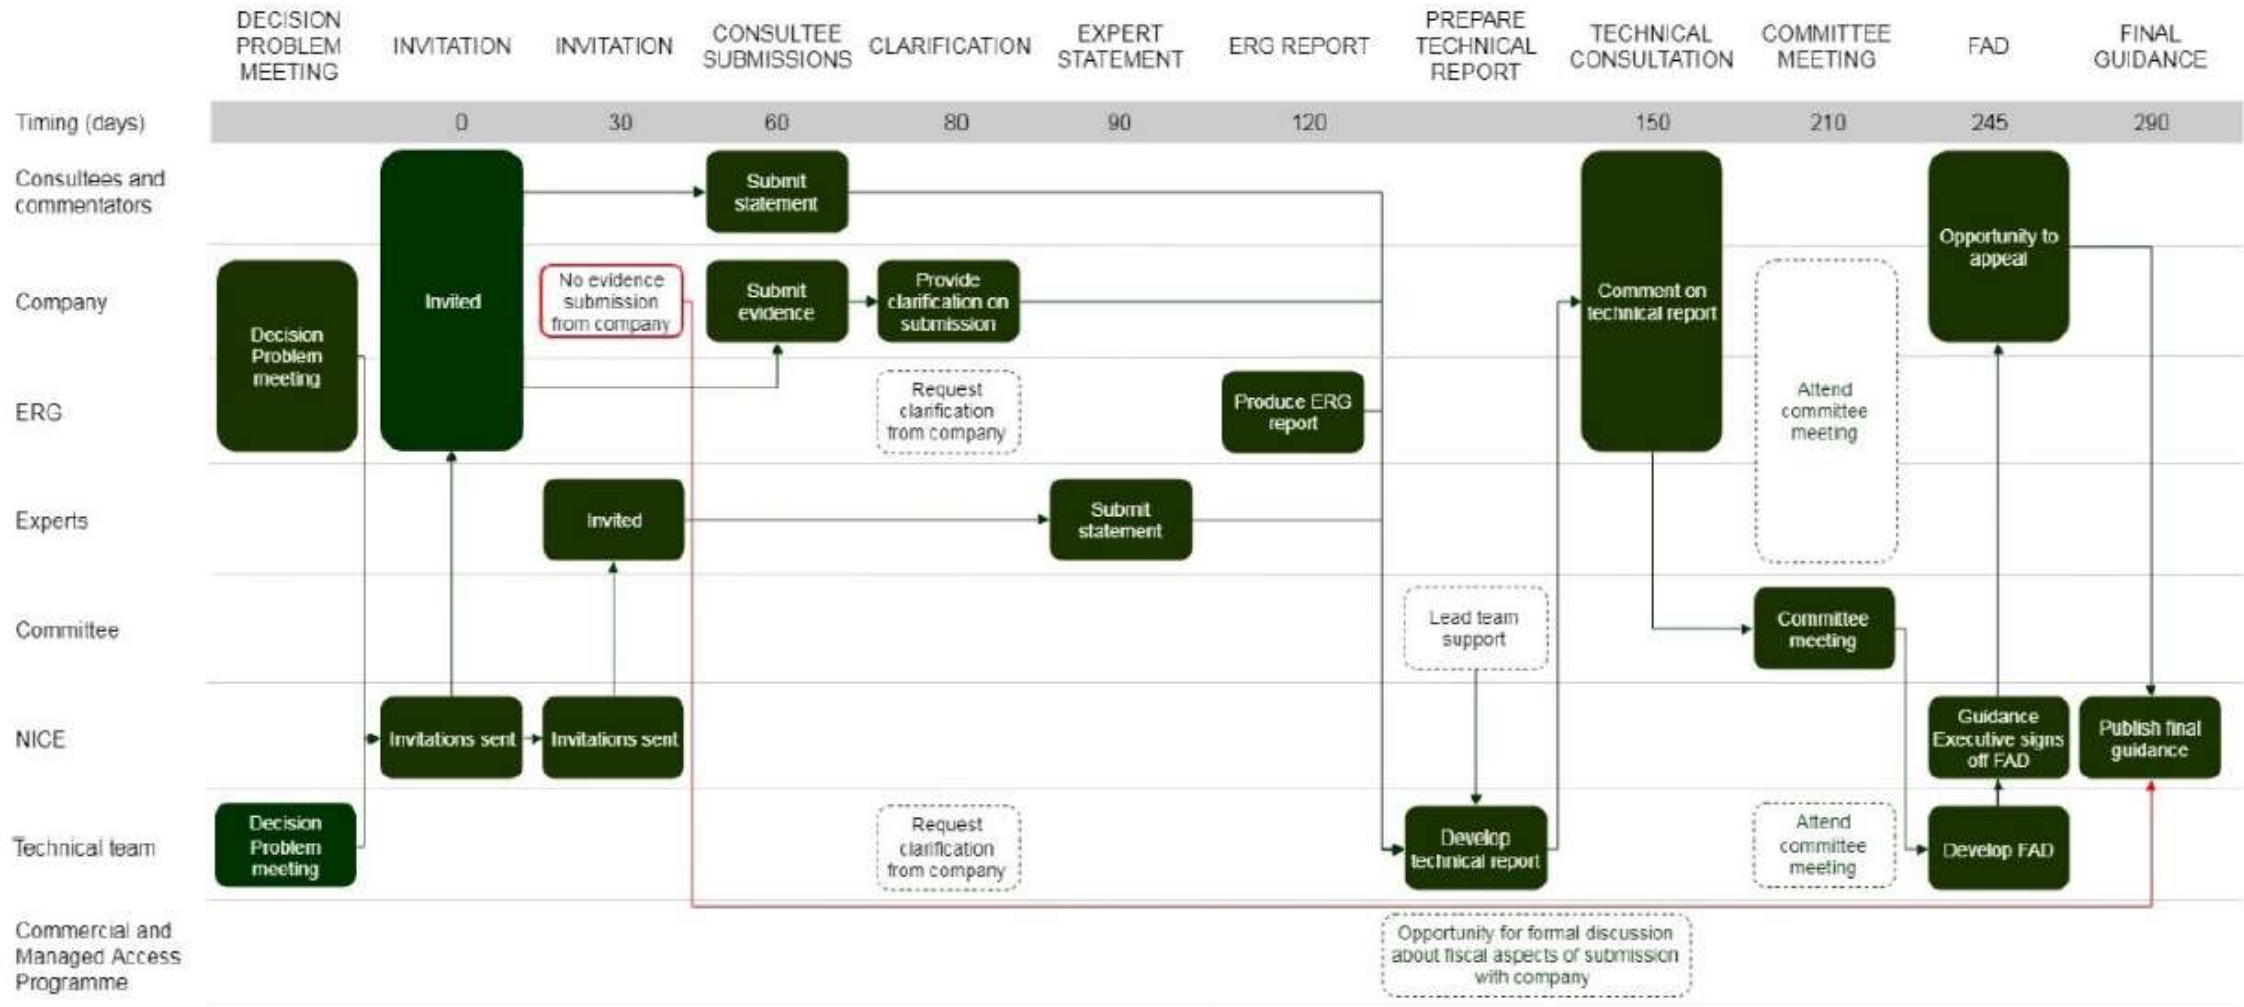 DECISION
PROBLEM
MEETING
INVITATION
INVITATION
CONSULTEE
SUBMISSIONS
CLARIFICATION
EXPERT
STATEMENT
ERG REPORT
PREPARE
TECHNICAL
REPORT
TECHNICAL
CONSULTATION
COMMITTEE
MEETING
FAD
FINAL
GUIDANCE
Timing (days)
0
30
60
80
90
120
150
210
245
290
Consultees and
commentators
Submit
statement
Company
Decision
Problem
meeting
Invited
No evidence
submission
from company
Submit
evidence
Provide
clarification on
submission
Comment on
technical report
Opportunity to
appeal
ERG
Request
clarification
from company
Produce ERG
report
Attend
committee
meeting
Experts
Invited
Submit
statement
Committee
Lead team
support
Committee
meeting
NICE
Invitations sent
Invitations sent
Guidance
Executive signs
off FAD
Publish final
guidance
Technical team
Decision
Problem
meeting
Request
clarification
from company
Develop
technical report
Attend
committee
meeting
Develop FAD
Commercial and
Managed Access
Programme
Opportunity for formal discussion
about fiscal aspects of submission
with company